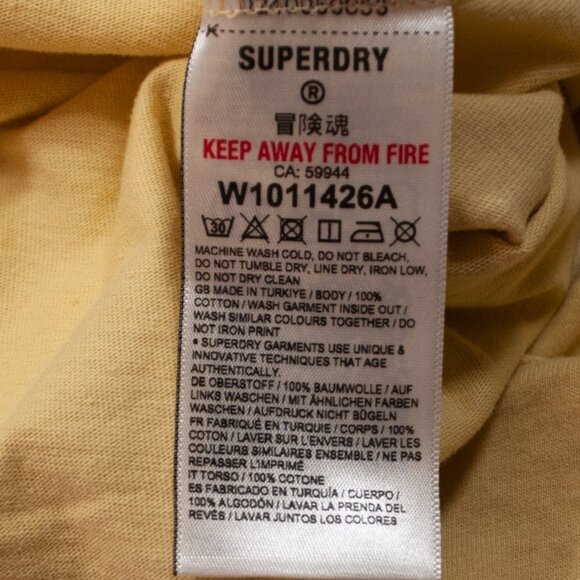 SUPERDRY
®
冒険魂
KEEP AWAY FROM FIRE
CA: 59944
W1011426A
30
MACHINE WASH COLD, DO NOT BLEACH,
DO NOT TUMBLE DRY, LINE DRY, IRON LOW,
DO NOT DRY CLEAN
GB MADE IN TURKIYE / BODY / 100%
COTTON / WASH GARMENT INSIDE OUT /
WASH SIMILAR COLOURS TOGETHER / DO
NOT IRON PRINT
• SUPERDRY GARMENTS USE UNIQUE &
INNOVATIVE TECHNIQUES THAT AGE
AUTHENTICALLY.
DE OBERSTOFF / 100% BAUMWOLLE / AUF
LINKS WASCHEN / MIT ÄHNLICHEN FARBEN
WASCHEN / AUFDRUCK NICHT BÜGELN
FR FABRIQUÉ EN TURQUIE / CORPS / 100%
COTON / LAVER SUR L'ENVERS / LAVER LES
COULEURS SIMILAIRES ENSEMBLE / NE PAS
REPASSER L'IMPRIMÉ
IT TORSO / 100% COTONE
ES FABRICADO EN TURQUÍA / CUERPO /
100% ALGODÓN / LAVAR LA PRENDA DEL
REVÉS / LAVAR JUNTOS LOS COLORES